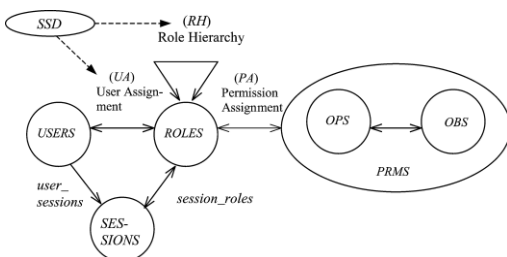 SSD
(RH)
Role Hierarchy
(UA)
User Assign-
ment
(PA)
Permission
Assignment
USERS
ROLES
OPS
OBS
PRMS
user_
sessions
session_roles
SES-
SIONS